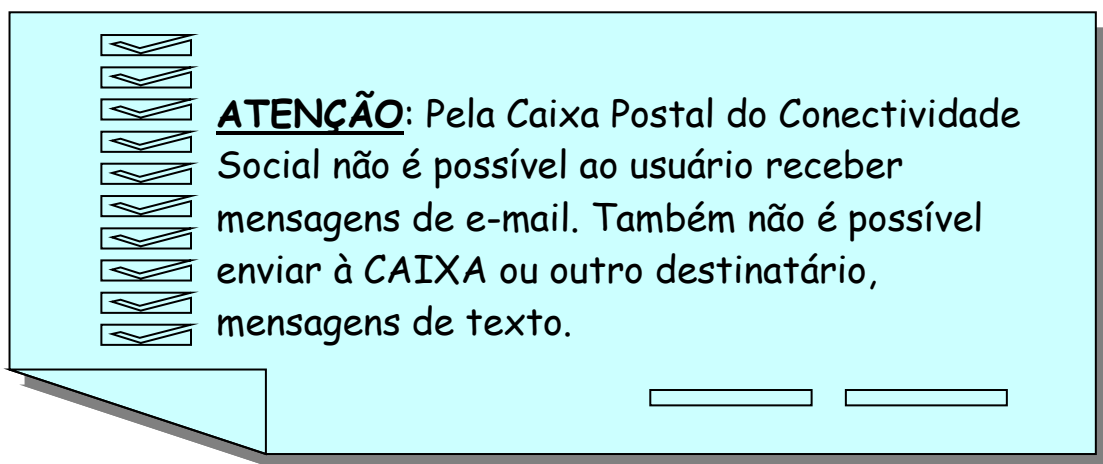 ATENÇÃO: Pela Caixa Postal do Conectividade
Social não é possível ao usuário receber
mensagens de e-mail. Também não é possível
enviar à CAIXA ou outro destinatário,
mensagens de texto.